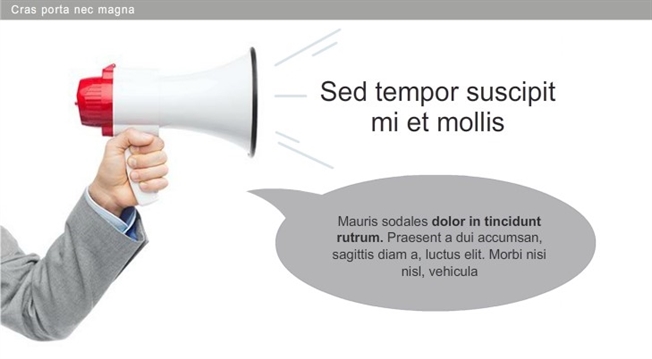 Cras porta nec magna
Sed tempor suscipit
mi et mollis
Mauris sodales dolor in tincidunt
rutrum. Praesent a dui accumsan,
sagittis diam a, luctus elit. Morbi nisi
nisl, vehicula